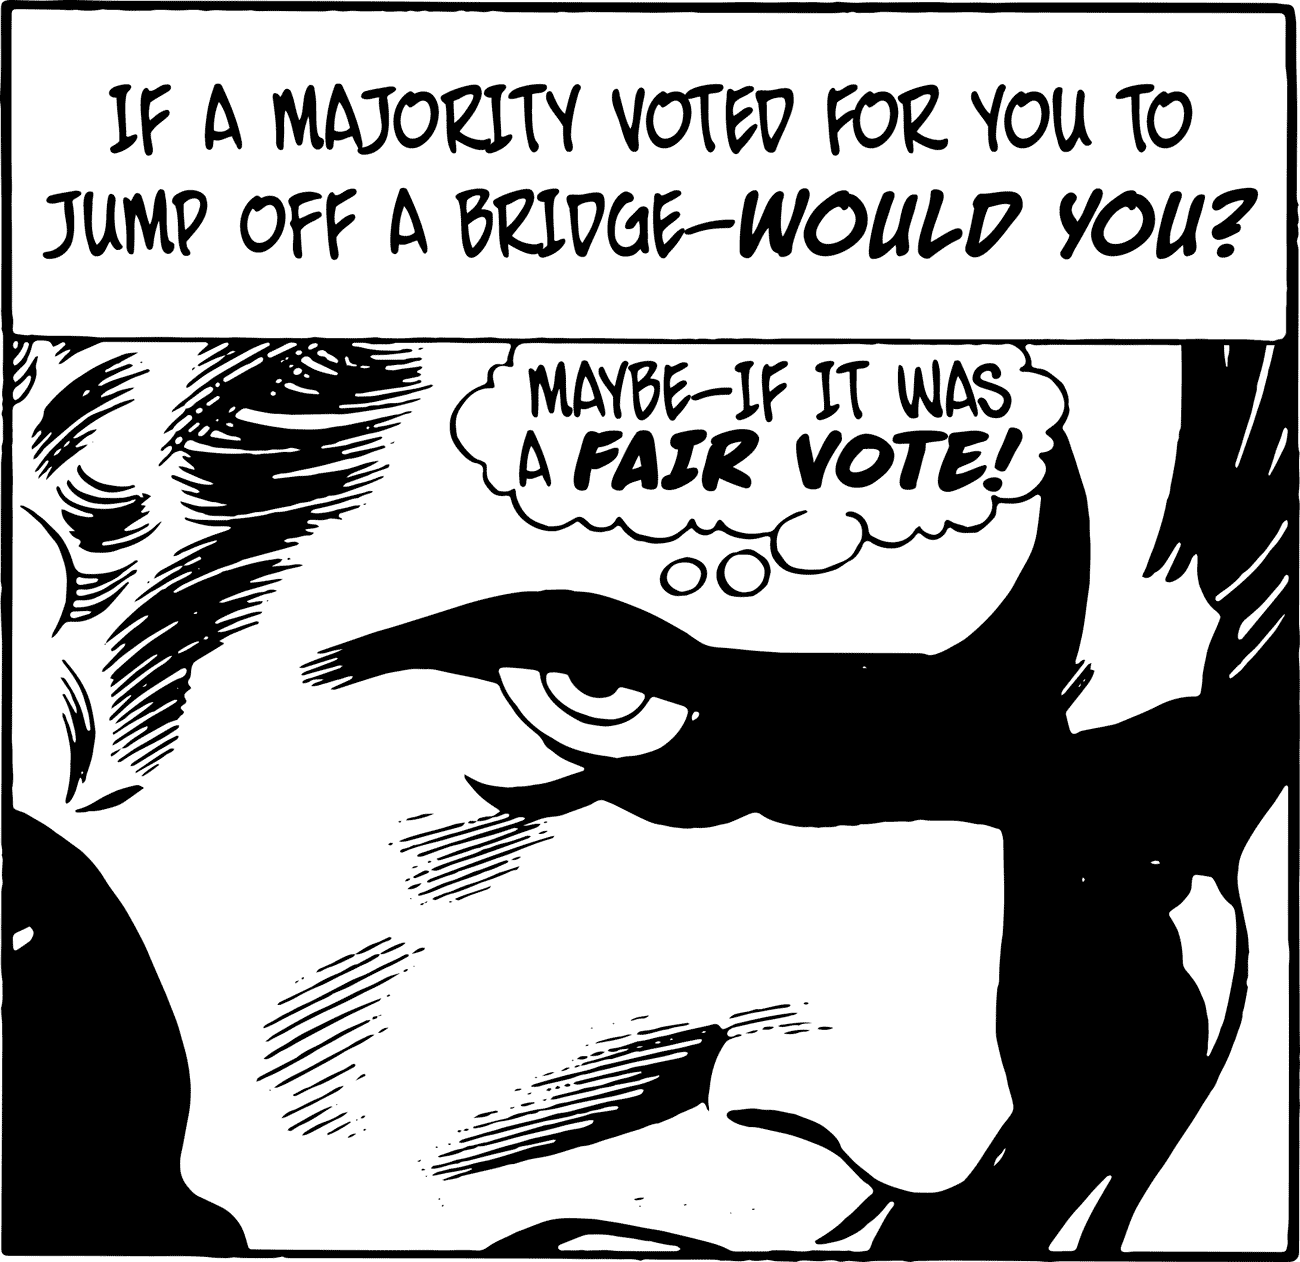 IF A MAJORITY VOTED FOR YOU TO
JUMP OFF A BRIDGE—WOULD YOU?
MAYBE—IF IT WAS
A FAIR VOTE!